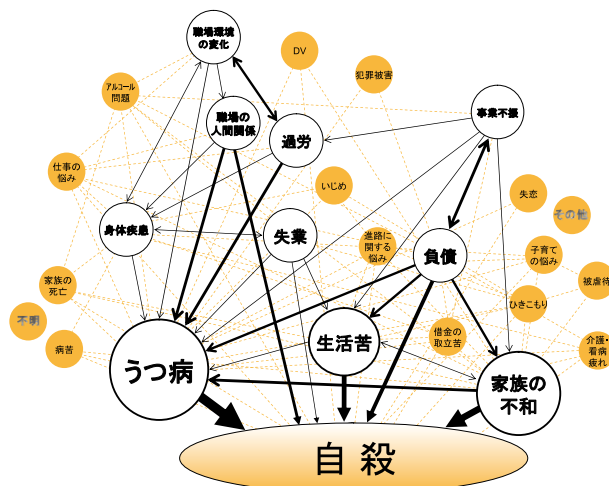 職場環境
の変化
DV
犯罪被害
アルコール
問題
職場の
人間関係
過労
事業不振
仕事の
悩み
いじめ
失恋
その他
身体疾患
失業
進路に
関する
悩み
負債
子育て
の悩み
被虐待
家族の
死亡
ひきこもり
不明
病苦
うつ病
生活苦
借金の
取立苦
介護・
看病
疲れ
家族の
不和
自殺